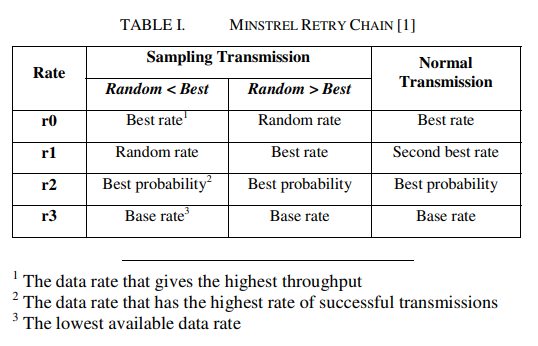 TABLE I. MINSTREL RETRY CHAIN [1]
Rate Sampling Transmission Normal Transmission
Random < Best Random > Best
r0 Best rate1 Random rate Best rate
r1 Random rate Best rate Second best rate
r2 Best probability2 Best probability Best probability
r3 Base rate3 Base rate Base rate
1 The data rate that gives the highest throughput
2 The data rate that has the highest rate of successful transmissions
3 The lowest available data rate